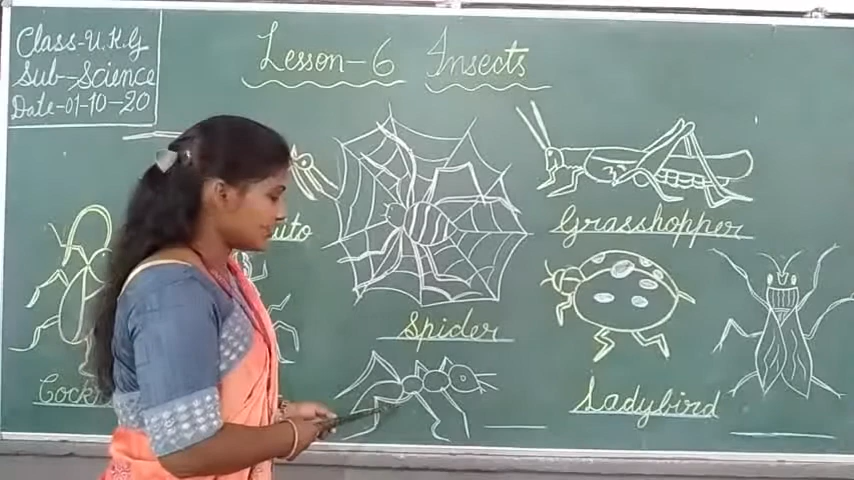 Class-U.K.G
Sub-Science
Date-01-10-20
Lesson-6 Insects
Grasshopper
Spider
Ladybird